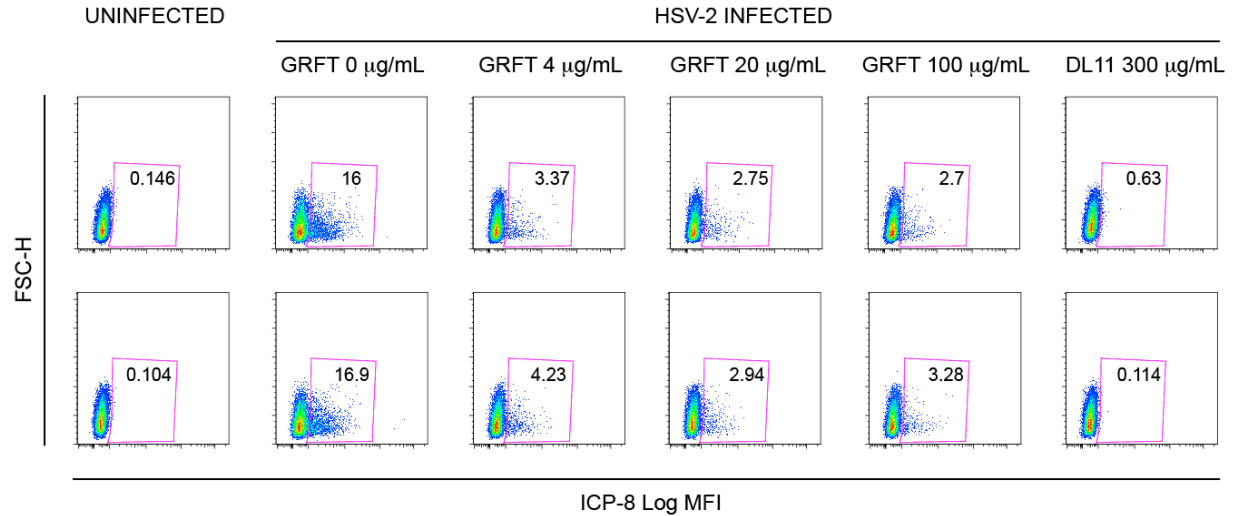 UNINFECTED
HSV-2 INFECTED
GRFT 0 µg/mL
GRFT 4 µg/mL
GRFT 20 µg/mL
GRFT 100 µg/mL
DL11 300 µg/mL
FSC-H
0.146
16
3.37
2.75
2.7
0.63
0.104
16.9
4.23
2.94
3.28
0.114
ICP-8 Log MFI